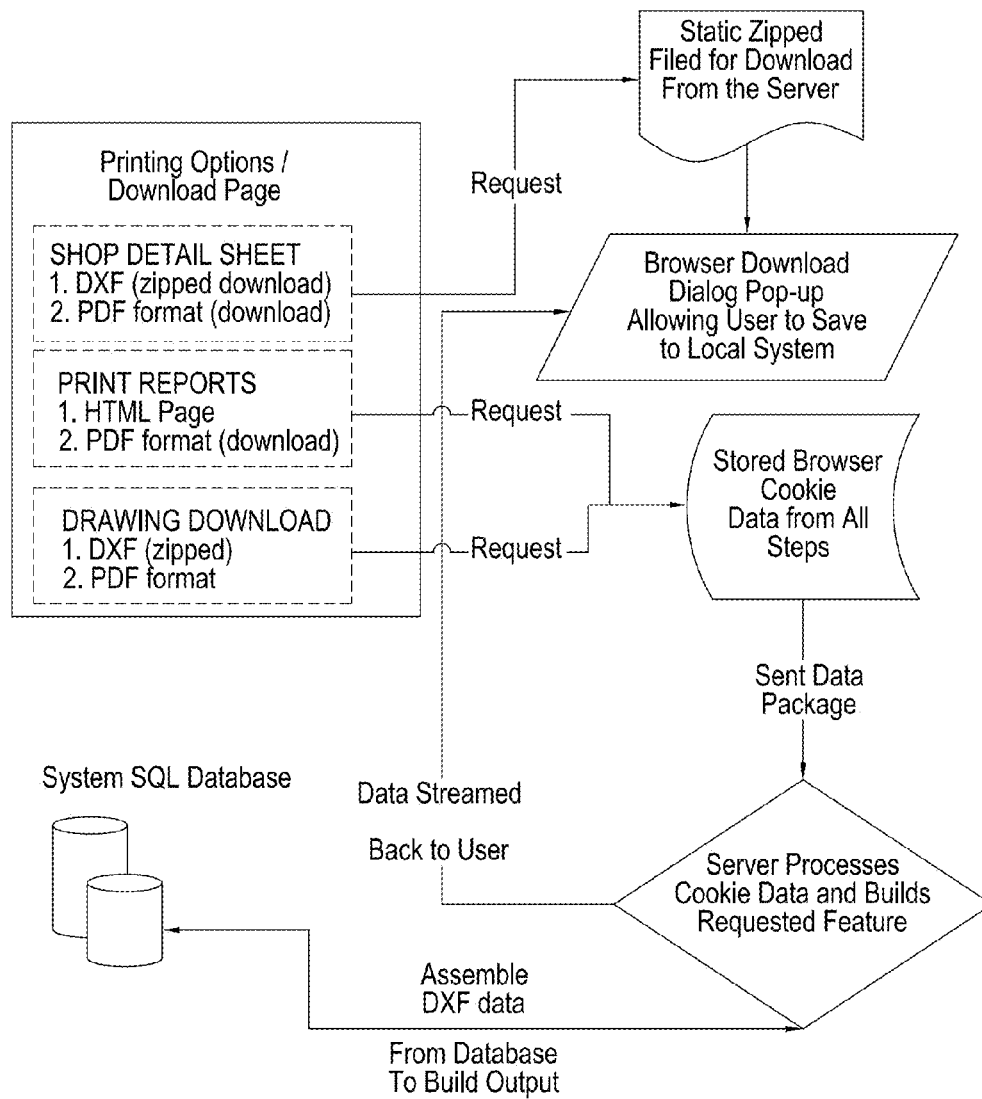 Static Zipped
Filed for Download
From the Server
Printing Options /
Download Page
Request
SHOP DETAIL SHEET
1. DXF (zipped download)
2. PDF format (download)
Browser Download
Dialog Pop-up
Allowing User to Save
to Local System
PRINT REPORTS
1. HTML Page
2. PDF format (download)
Request
Stored Browser
Cookie
Data from All
Steps
DRAWING DOWNLOAD
1. DXF (zipped)
2. PDF format
Request
Sent Data
Package
System SQL Database
Data Streamed
Back to User
Server Processes
Cookie Data and Builds
Requested Feature
Assemble
DXF data
From Database
To Build Output